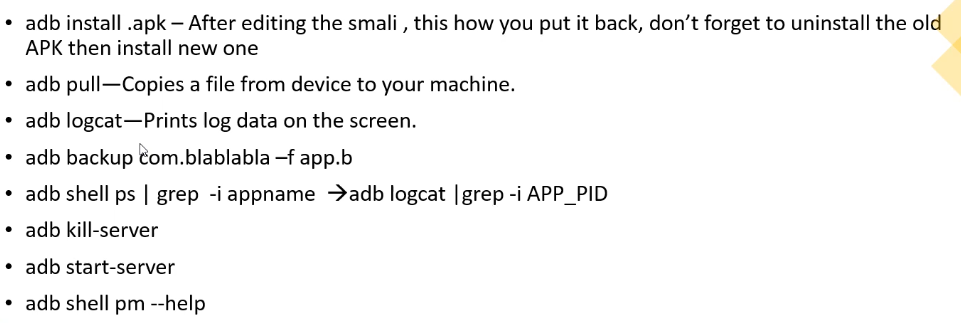 • adb install .apk – After editing the smali , this how you put it back, don't forget to uninstall the old
APK then install new one
• adb pull—Copies a file from device to your machine.
• adb logcat—Prints log data on the screen.
• adb backup com.blablabla –f app.b
• adb shell ps | grep -i appname →adb logcat |grep -i APP_PID
• adb kill-server
• adb start-server
• adb shell pm --help